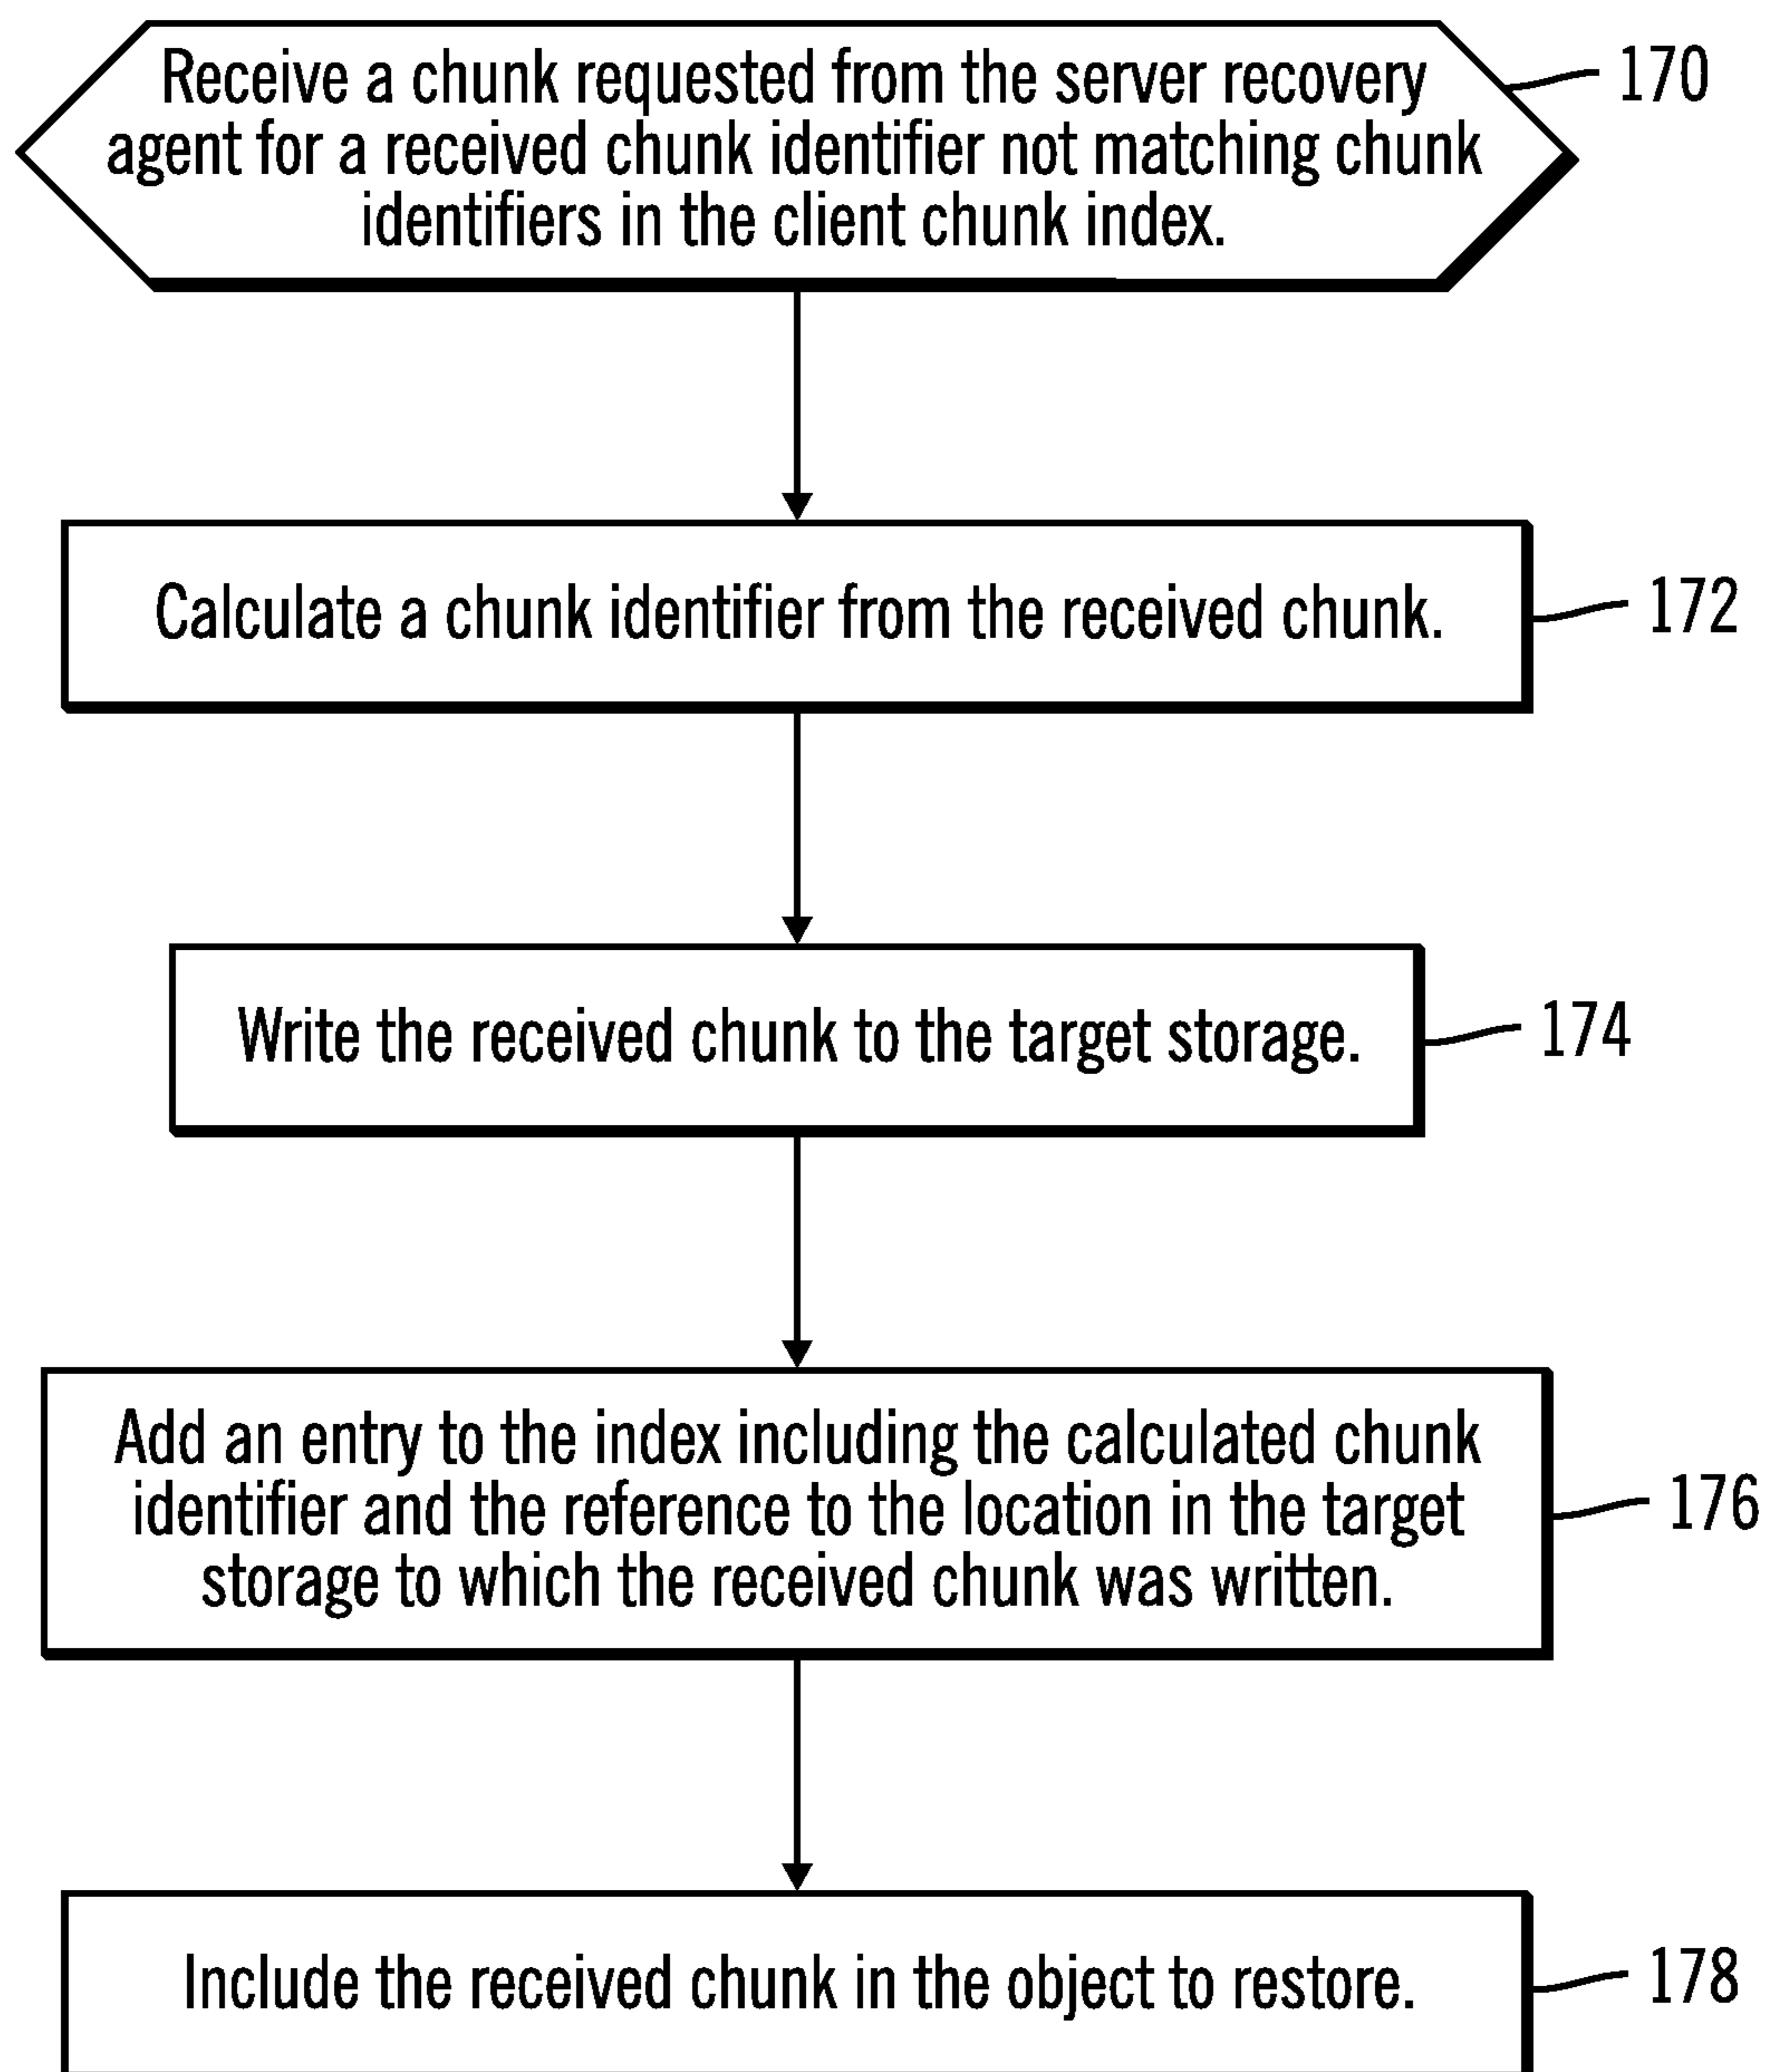 Receive a chunk requested from the server recovery
agent for a received chunk identifier not matching chunk
identifiers in the client chunk index.
170
Calculate a chunk identifier from the received chunk.
172
Write the received chunk to the target storage.
174
Add an entry to the index including the calculated chunk
identifier and the reference to the location in the target
storage to which the received chunk was written.
176
Include the received chunk in the object to restore.
178